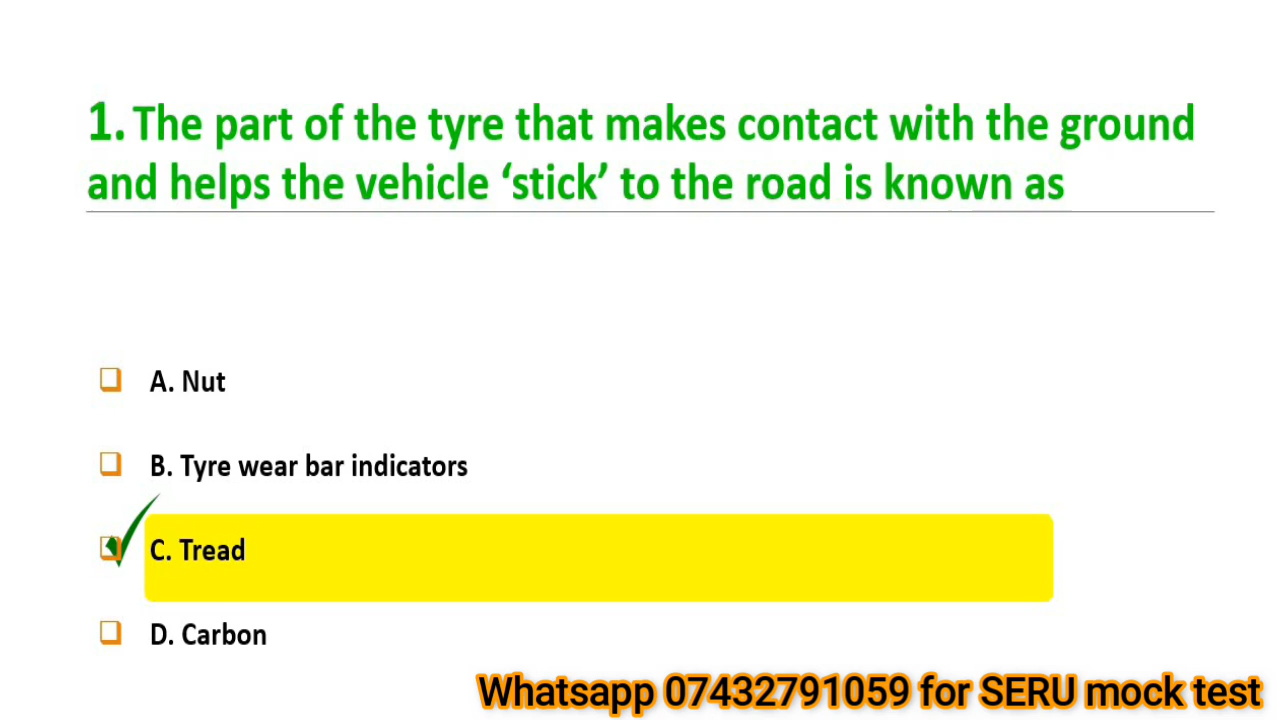 1. The part of the tyre that makes contact with the ground
and helps the vehicle ‘stick’ to the road is known as
A. Nut
B. Tyre wear bar indicators
C. Tread
D. Carbon
Whatsapp 07432791059 for SERU mock test